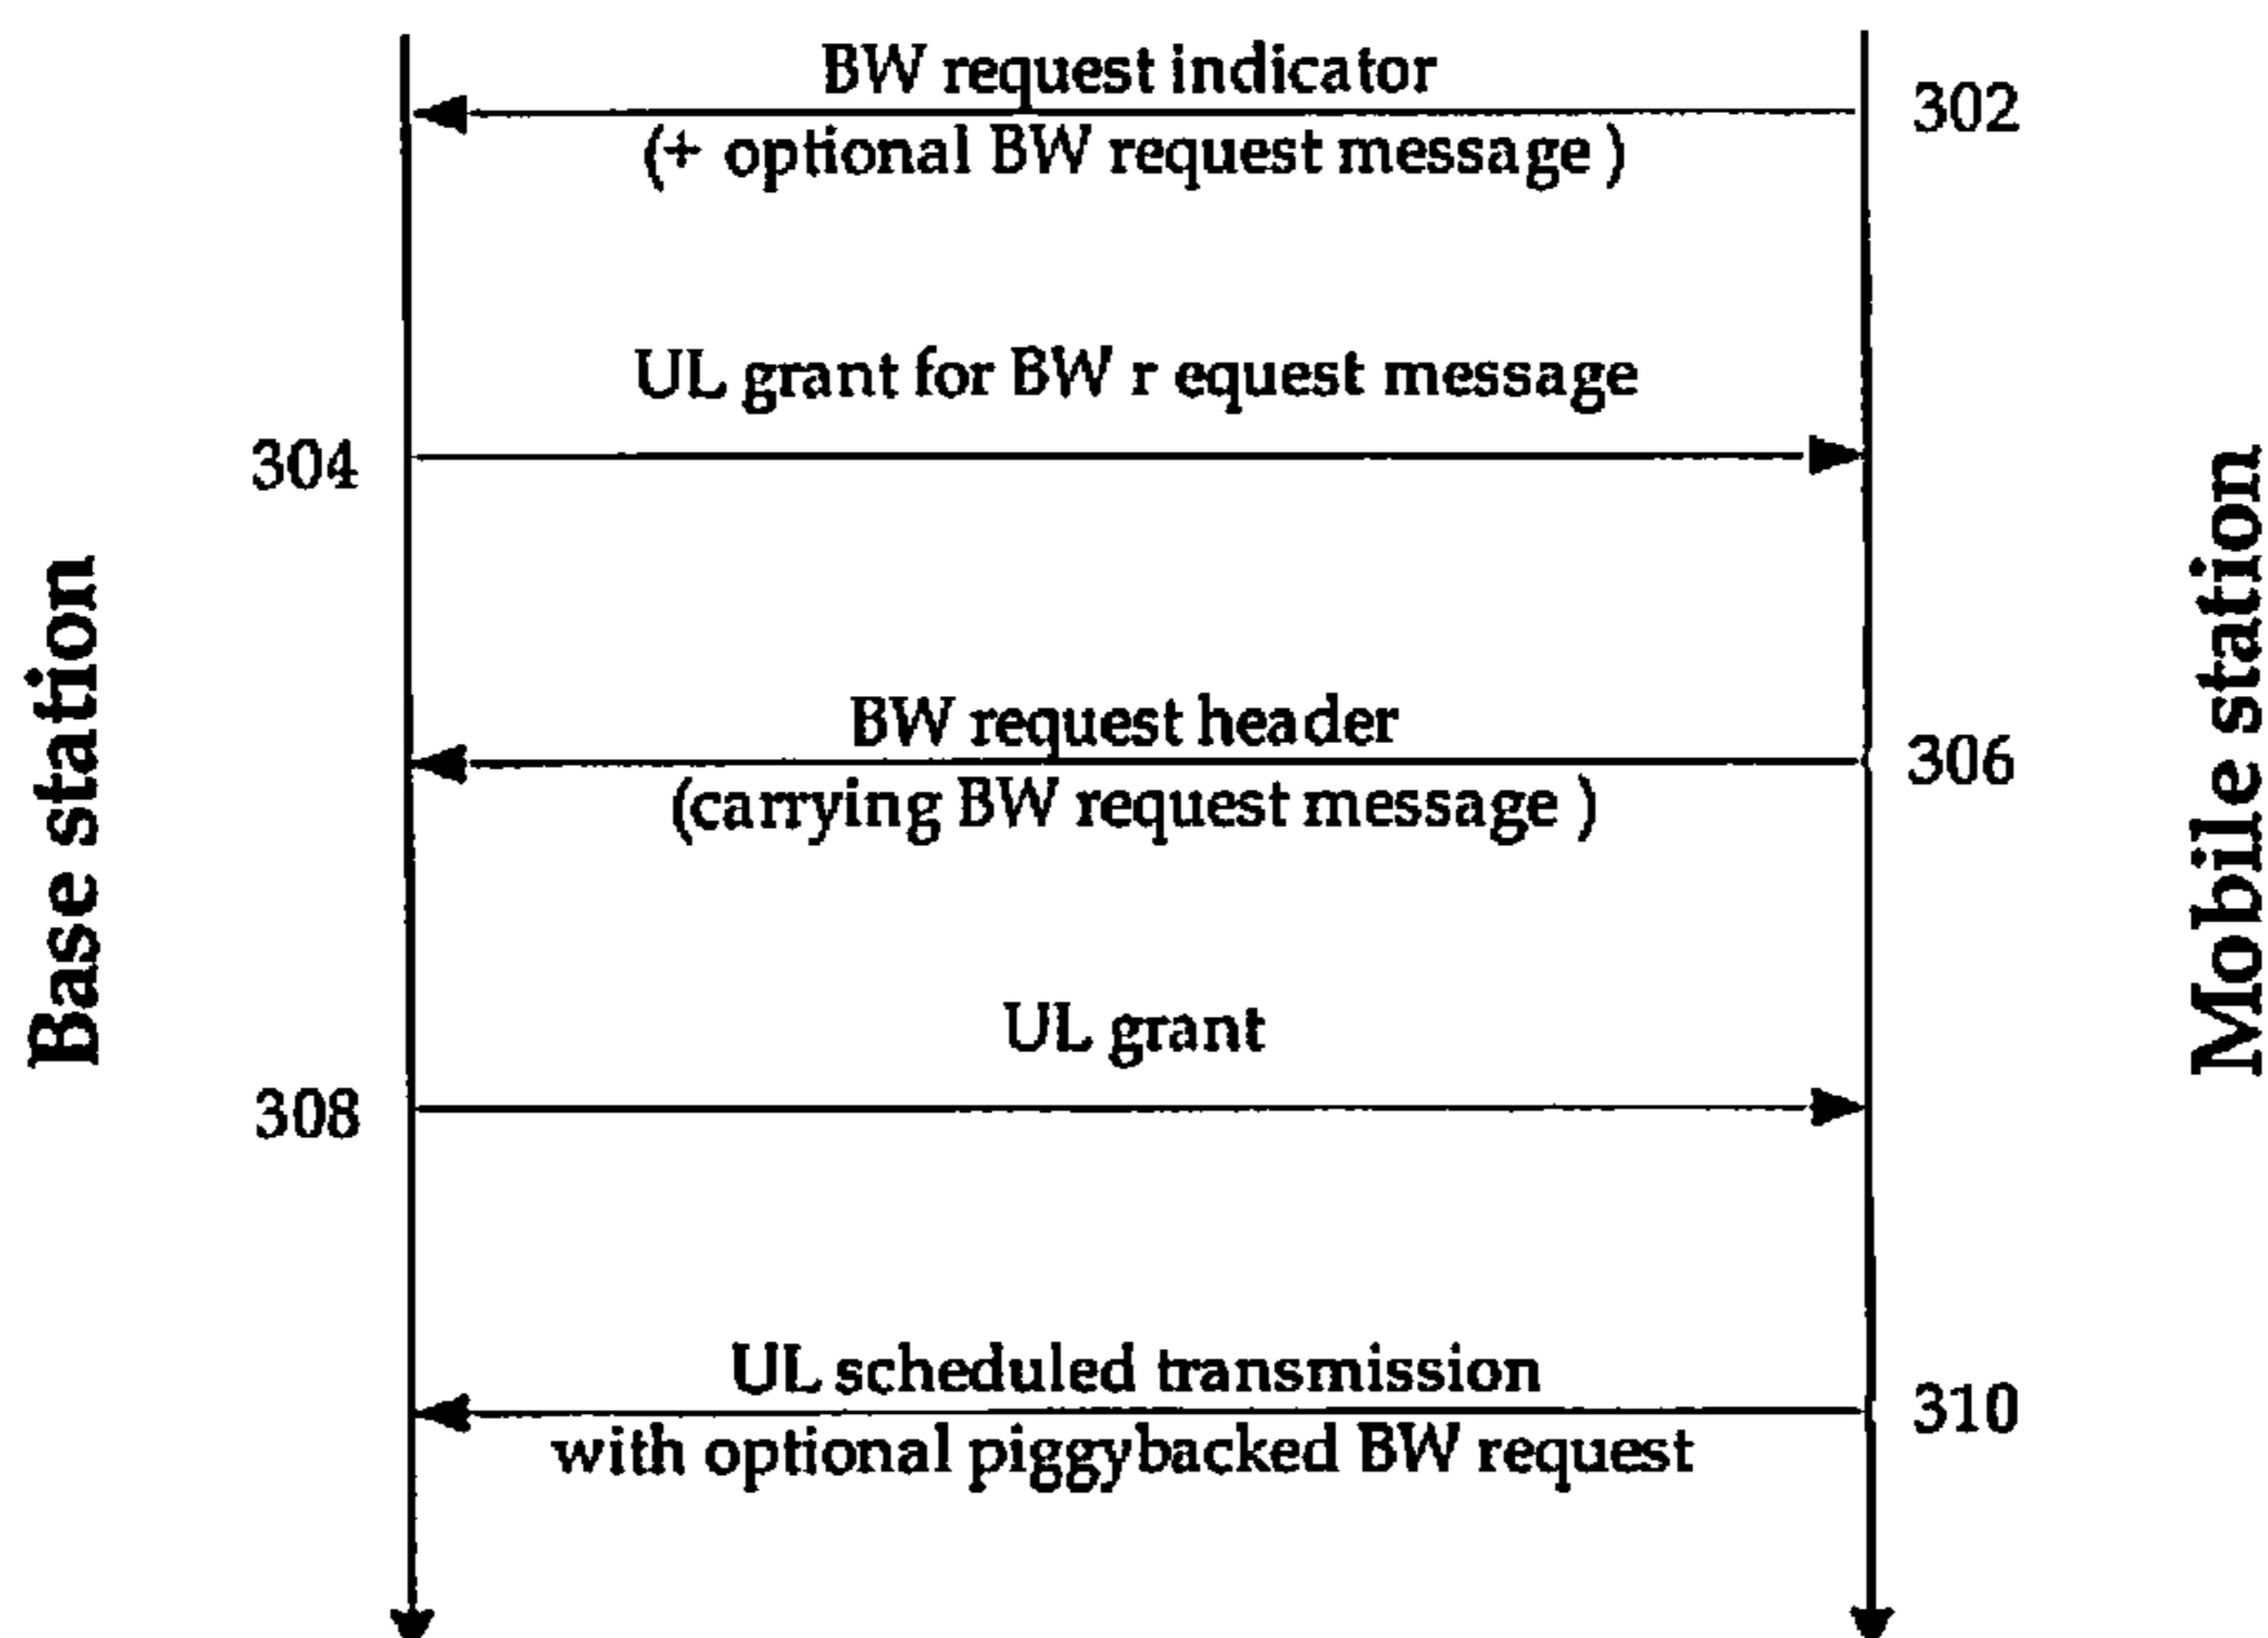 BW request indicator
302
(+ optional BW request message )
UL grant for BW r equest message
304
BW request header
306
(carrying BW request message )
UL grant
308
UL scheduled transmission
310
with optional piggybacked BW request
Base station
Mobile station